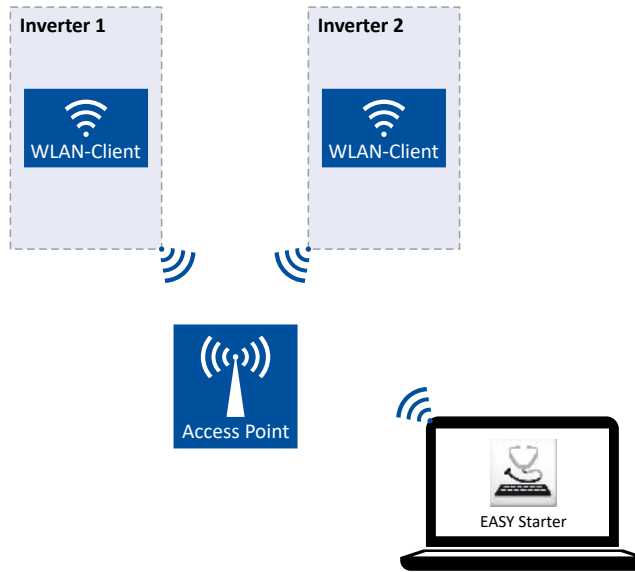 Inverter 1
Inverter 2
WLAN-Client
WLAN-Client
Access Point
EASY Starter